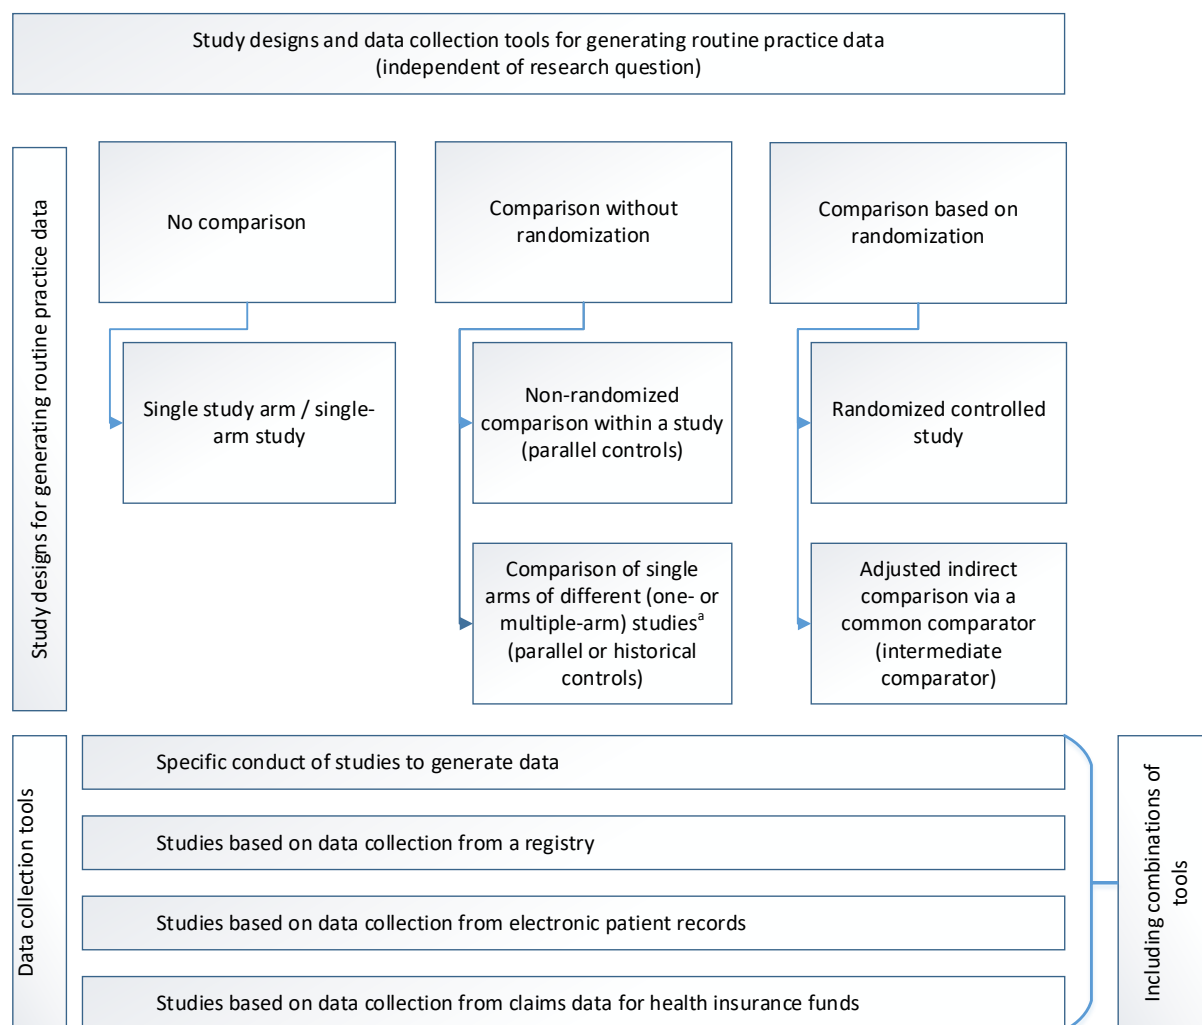 Study designs and data collection tools for generating routine practice data
(independent of research question)
Study designs for generating routine practice data
No comparison
Comparison without
randomization
Comparison based on
randomization
Single study arm / single-
arm study
Non-randomized
comparison within a study
(parallel controls)
Randomized controlled
study
Comparison of single
arms of different (one- or
multiple-arm) studiesᵃ
(parallel or historical
controls)
Adjusted indirect
comparison via a
common comparator
(intermediate
comparator)
Data collection tools
Specific conduct of studies to generate data
Studies based on data collection from a registry
Studies based on data collection from electronic patient records
Studies based on data collection from claims data for health insurance funds
Including combinations of
tools